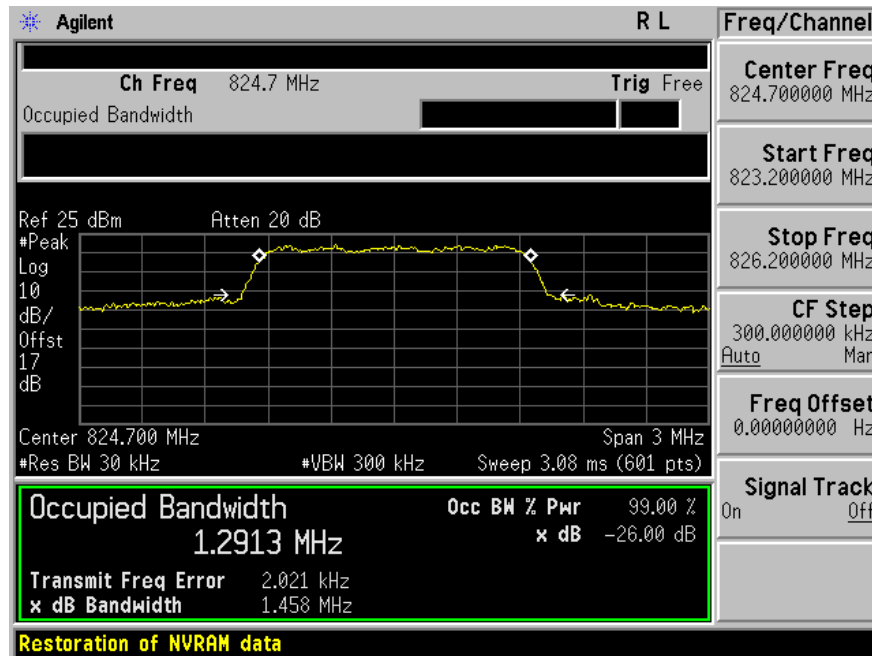 Agilent
R L
Freq/Channel
Ch Freq 824.7 MHz
Trig Free
Occupied Bandwidth
Center Freq
824.700000 MHz
Start Freq
823.200000 MHz
Stop Freq
826.200000 MHz
CF Step
300.000000 kHz
Auto Man
Freq Offset
0.00000000 Hz
Signal Track
On Off
Ref 25 dBm
Atten 20 dB
#Peak
Log
10
dB/
Offst
17
dB
Center 824.700 MHz
Span 3 MHz
#Res BW 30 kHz
#VBW 300 kHz
Sweep 3.08 ms (601 pts)
Occupied Bandwidth
1.2913 MHz
Occ BW % Pwr 99.00 %
x dB -26.00 dB
Transmit Freq Error 2.021 kHz
x dB Bandwidth 1.458 MHz
Restoration of NVRAM data